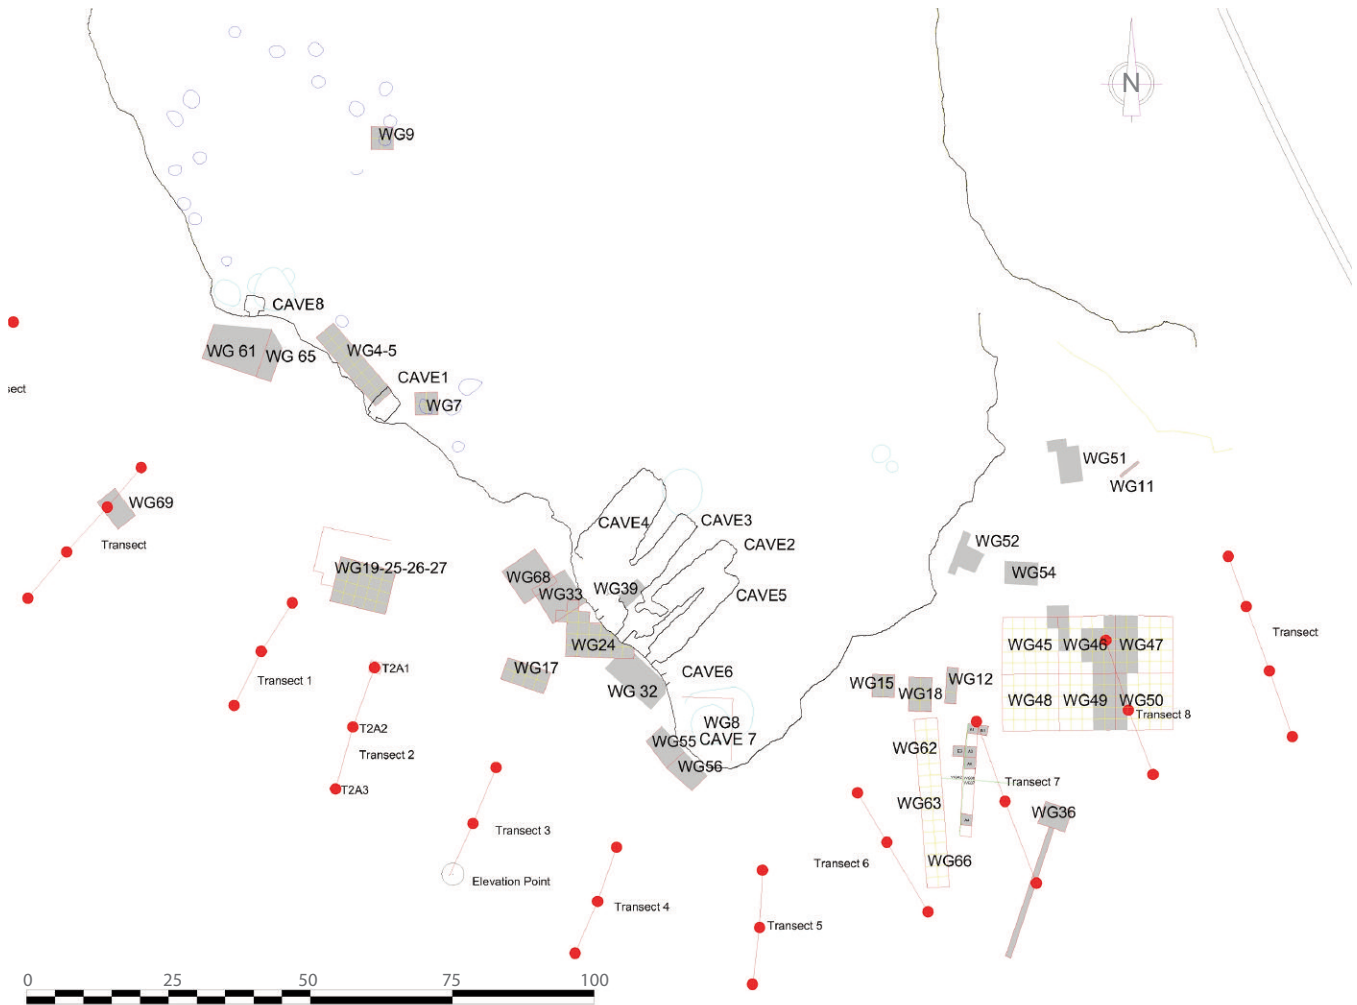 N
WG9
CAVE8
WG 61
WG 65
WG4-5
CAVE1
WG7
sect
WG51
WG11
WG69
Transect
CAVE4
CAVE3
CAVE2
WG52
WG54
WG19-25-26-27
WG68
WG33
WG39
CAVE5
Transect
WG24
WG45
WG46
WG47
WG17
T2A1
CAVE6
WG 32
WG15
WG18
WG12
WG48
WG49
WG50
Transect 1
Transect 8
WG8
T2A2
CAVE 7
WG55
WG62
Transect 2
WG56
T2A3
Transect 7
WG63
WG36
Transect 3
Transect 6
WG66
Elevation Point
Transect 4
Transect 5
0 25 50 75 100